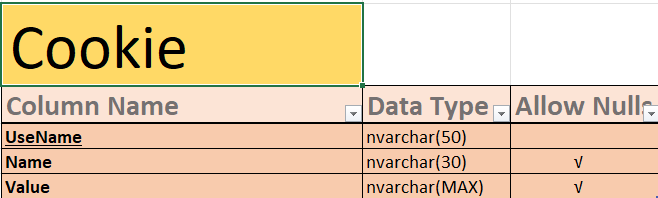 Cookie
Column Name Data Type Allow Nulls
UseName nvarchar(50)
Name nvarchar(30) √
Value nvarchar(MAX) √